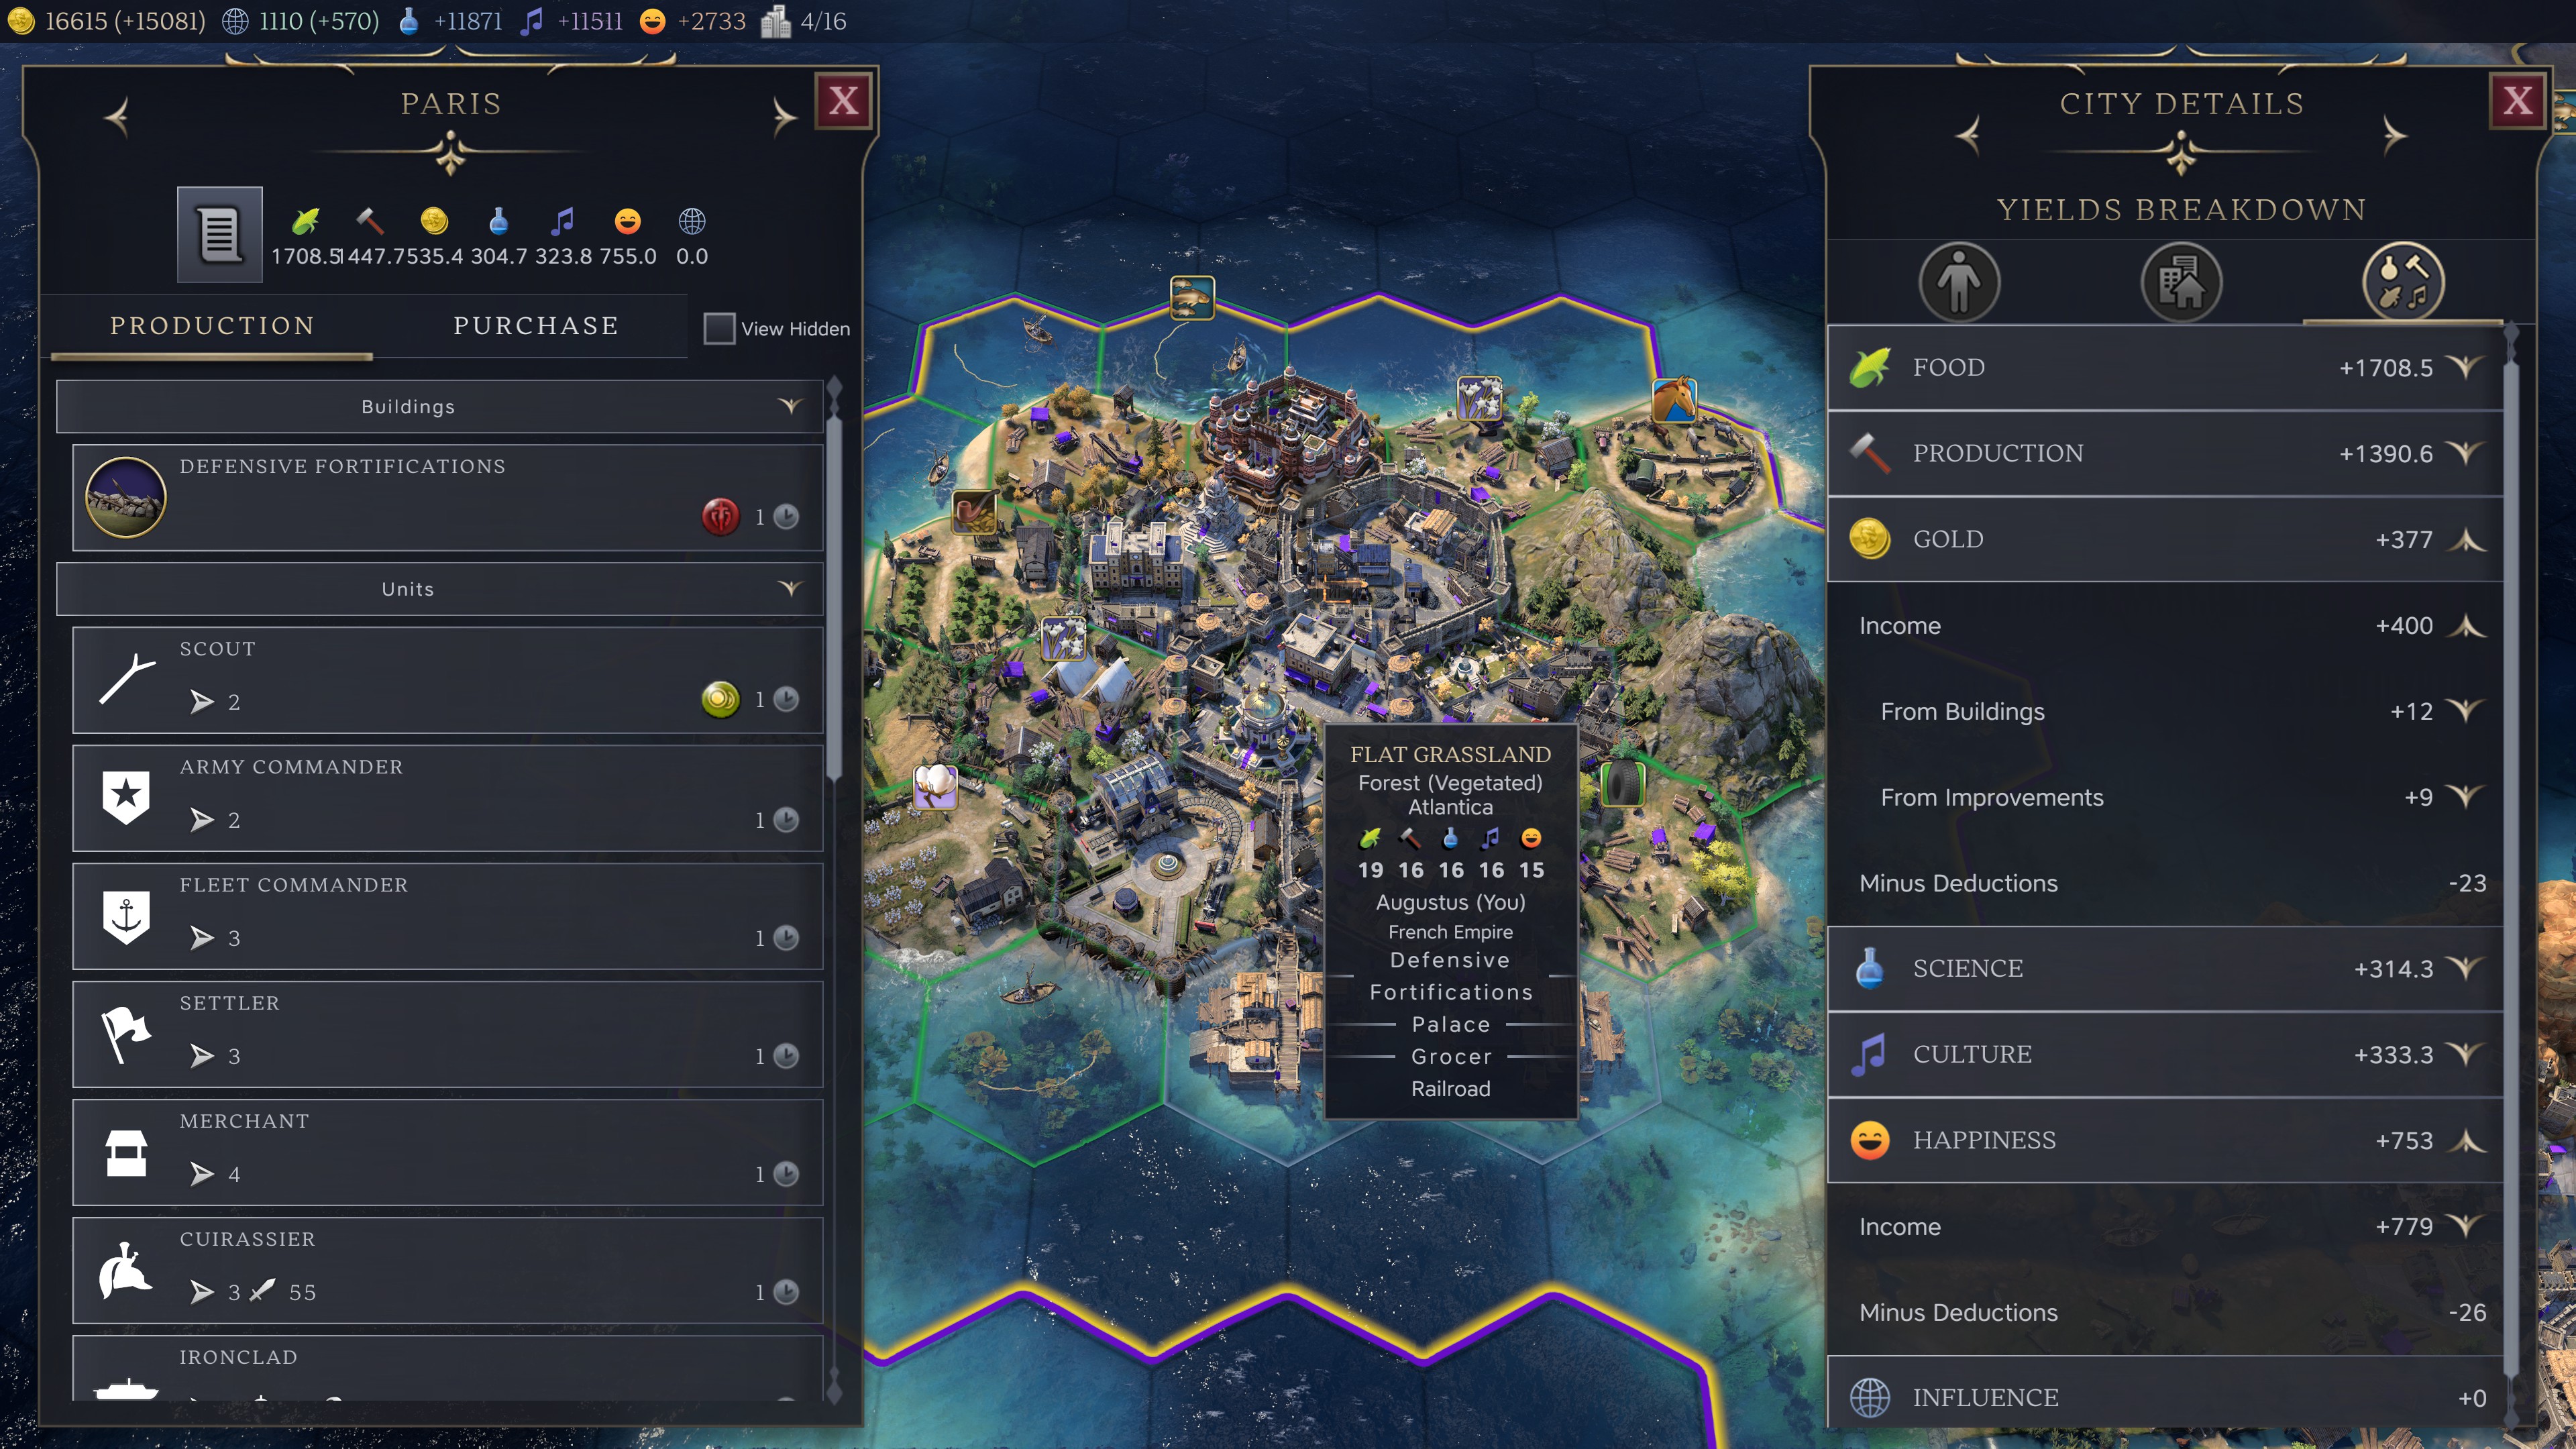 16615 (+15081) 1110 (+570) +11871 +11511 +2733 4/16
PARIS
1708.5 1447.7 535.4 304.7 323.8 755.0 0.0
PRODUCTION PURCHASE View Hidden
Buildings
DEFENSIVE FORTIFICATIONS
1
Units
SCOUT
2 1
ARMY COMMANDER
2 1
FLEET COMMANDER
3 1
SETTLER
3 1
MERCHANT
4 1
CUIRASSIER
3 55 1
IRONCLAD
FLAT GRASSLAND
Forest (Vegetated)
Atlantica
19 16 16 16 15
Augustus (You)
French Empire
Defensive
Fortifications
Palace
Grocer
Railroad
X
CITY DETAILS
X
YIELDS BREAKDOWN
FOOD +1708.5
PRODUCTION +1390.6
GOLD +377
Income +400
From Buildings +12
From Improvements +9
Minus Deductions -23
SCIENCE +314.3
CULTURE +333.3
HAPPINESS +753
Income +779
Minus Deductions -26
INFLUENCE +0